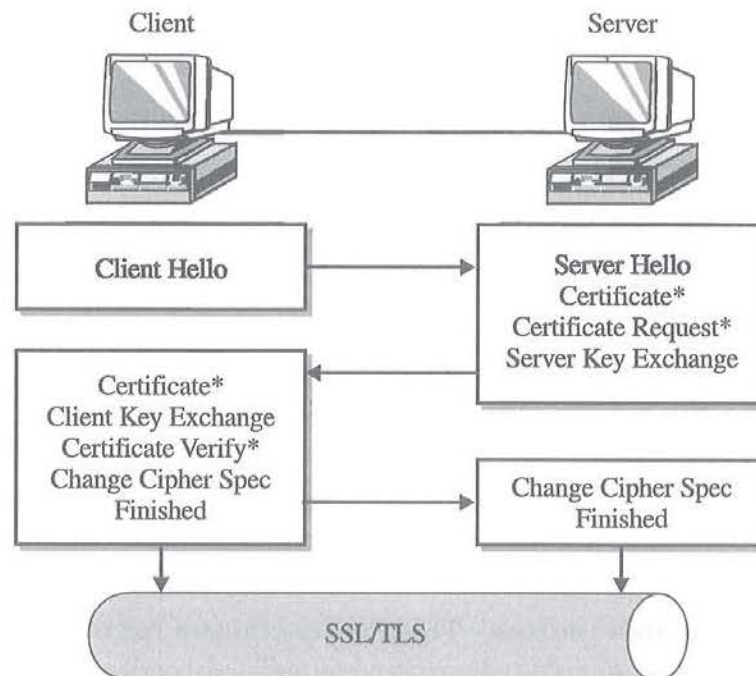 Client
Server
Client Hello
Server Hello
Certificate*
Certificate Request*
Server Key Exchange
Certificate*
Client Key Exchange
Certificate Verify*
Change Cipher Spec
Finished
Change Cipher Spec
Finished
SSL/TLS